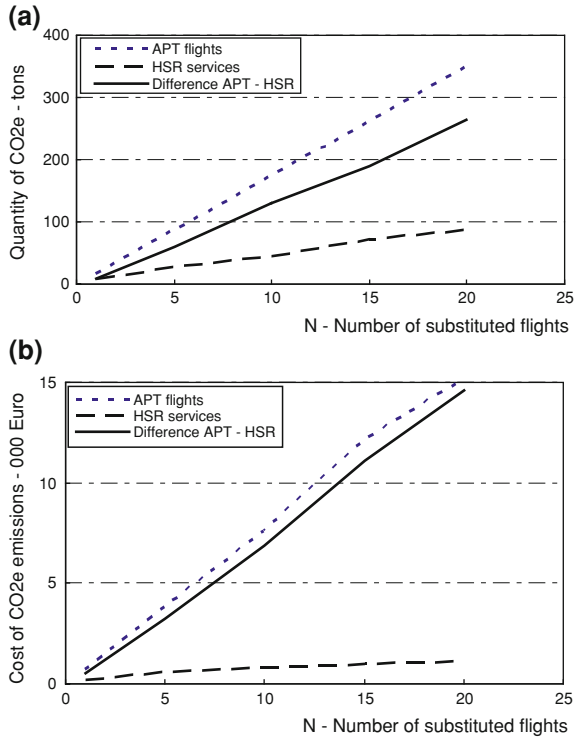 (a)
400
APT flights
HSR services
Difference APT - HSR
300
200
100
0
Quantity of CO2e - tons
0 5 10 15 20 25
N - Number of substituted flights
(b)
15
APT flights
HSR services
Difference APT - HSR
10
5
0
Cost of CO2e emissions - 000 Euro
0 5 10 15 20 25
N - Number of substituted flights